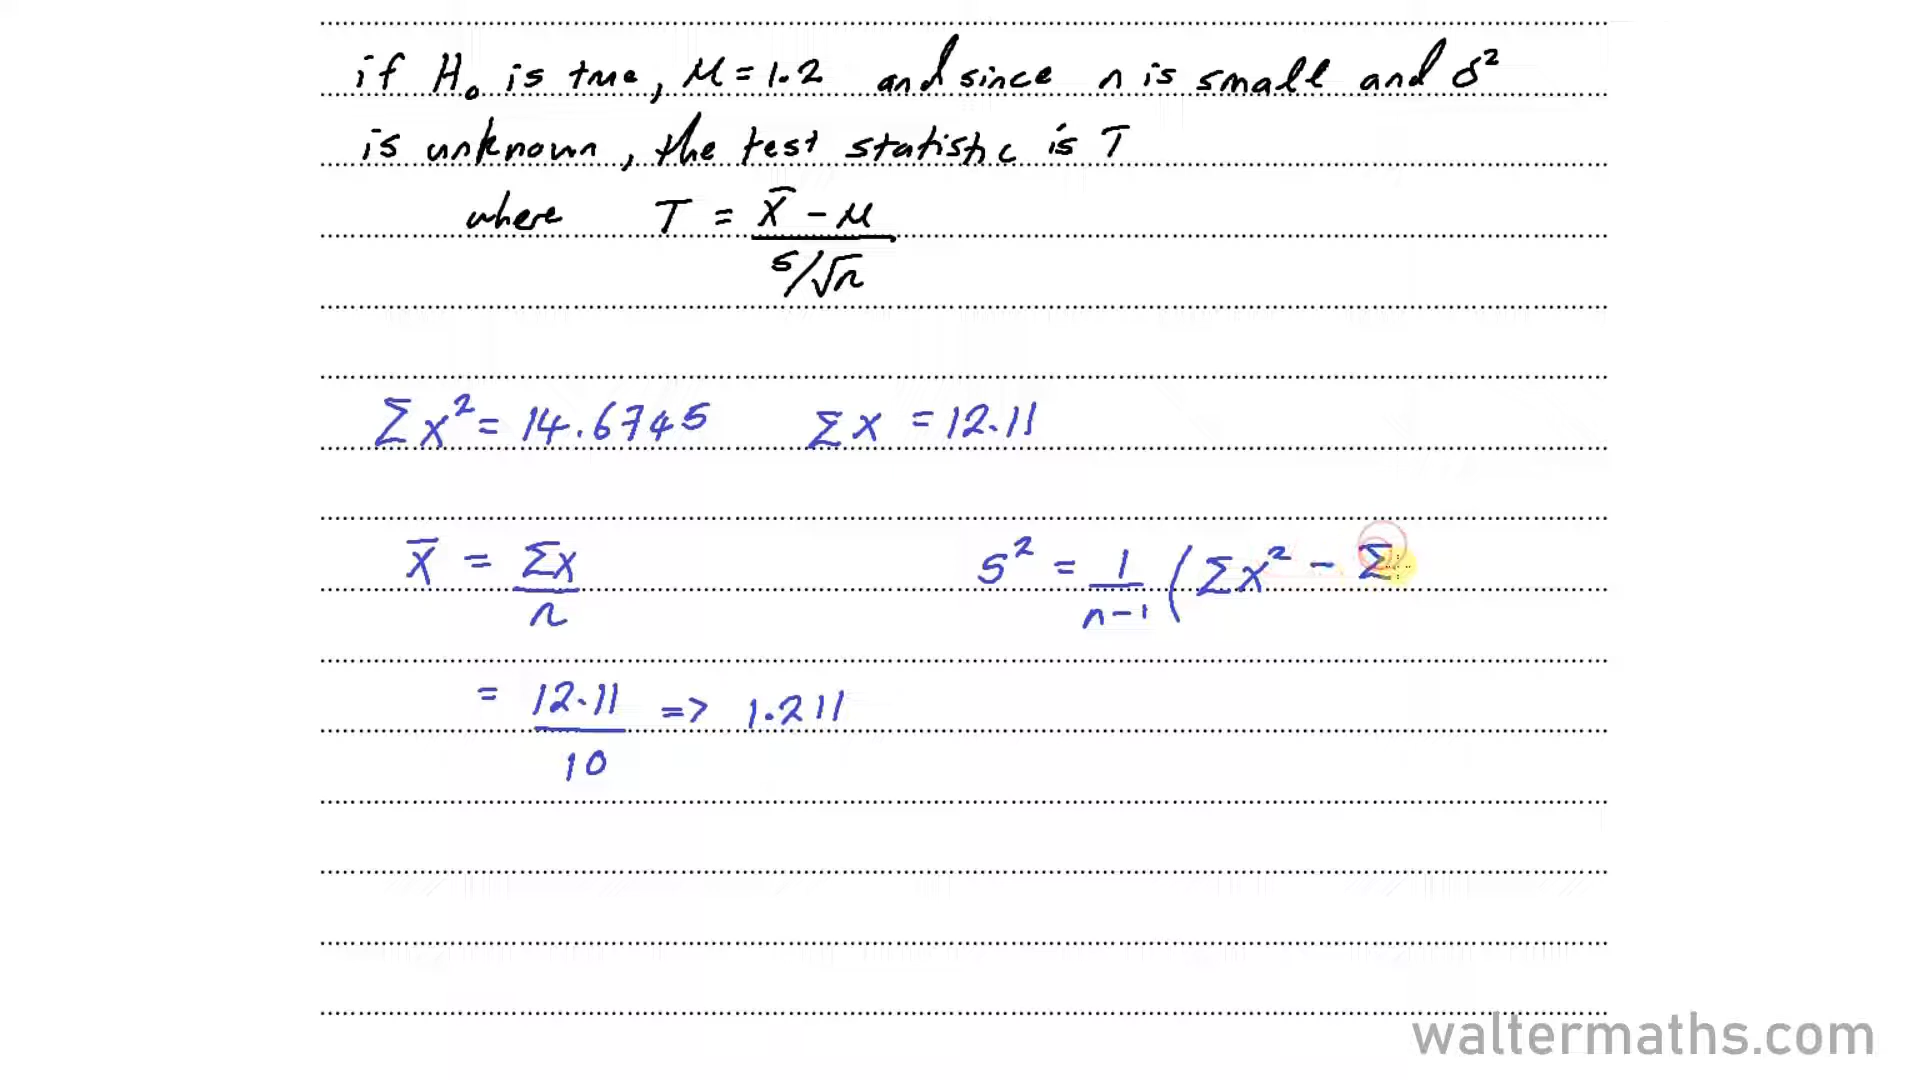 if H₀ is true, μ = 1.2 and since n is small and σ²
is unknown, the test statistic is T
where T = (X̄ - μ) / (s/√n)
Σx² = 14.6745 Σx = 12.11
x̄ = Σx / n s² = 1/(n-1) ( Σx² - Σ
= 12.11 / 10 => 1.211
waltermaths.com